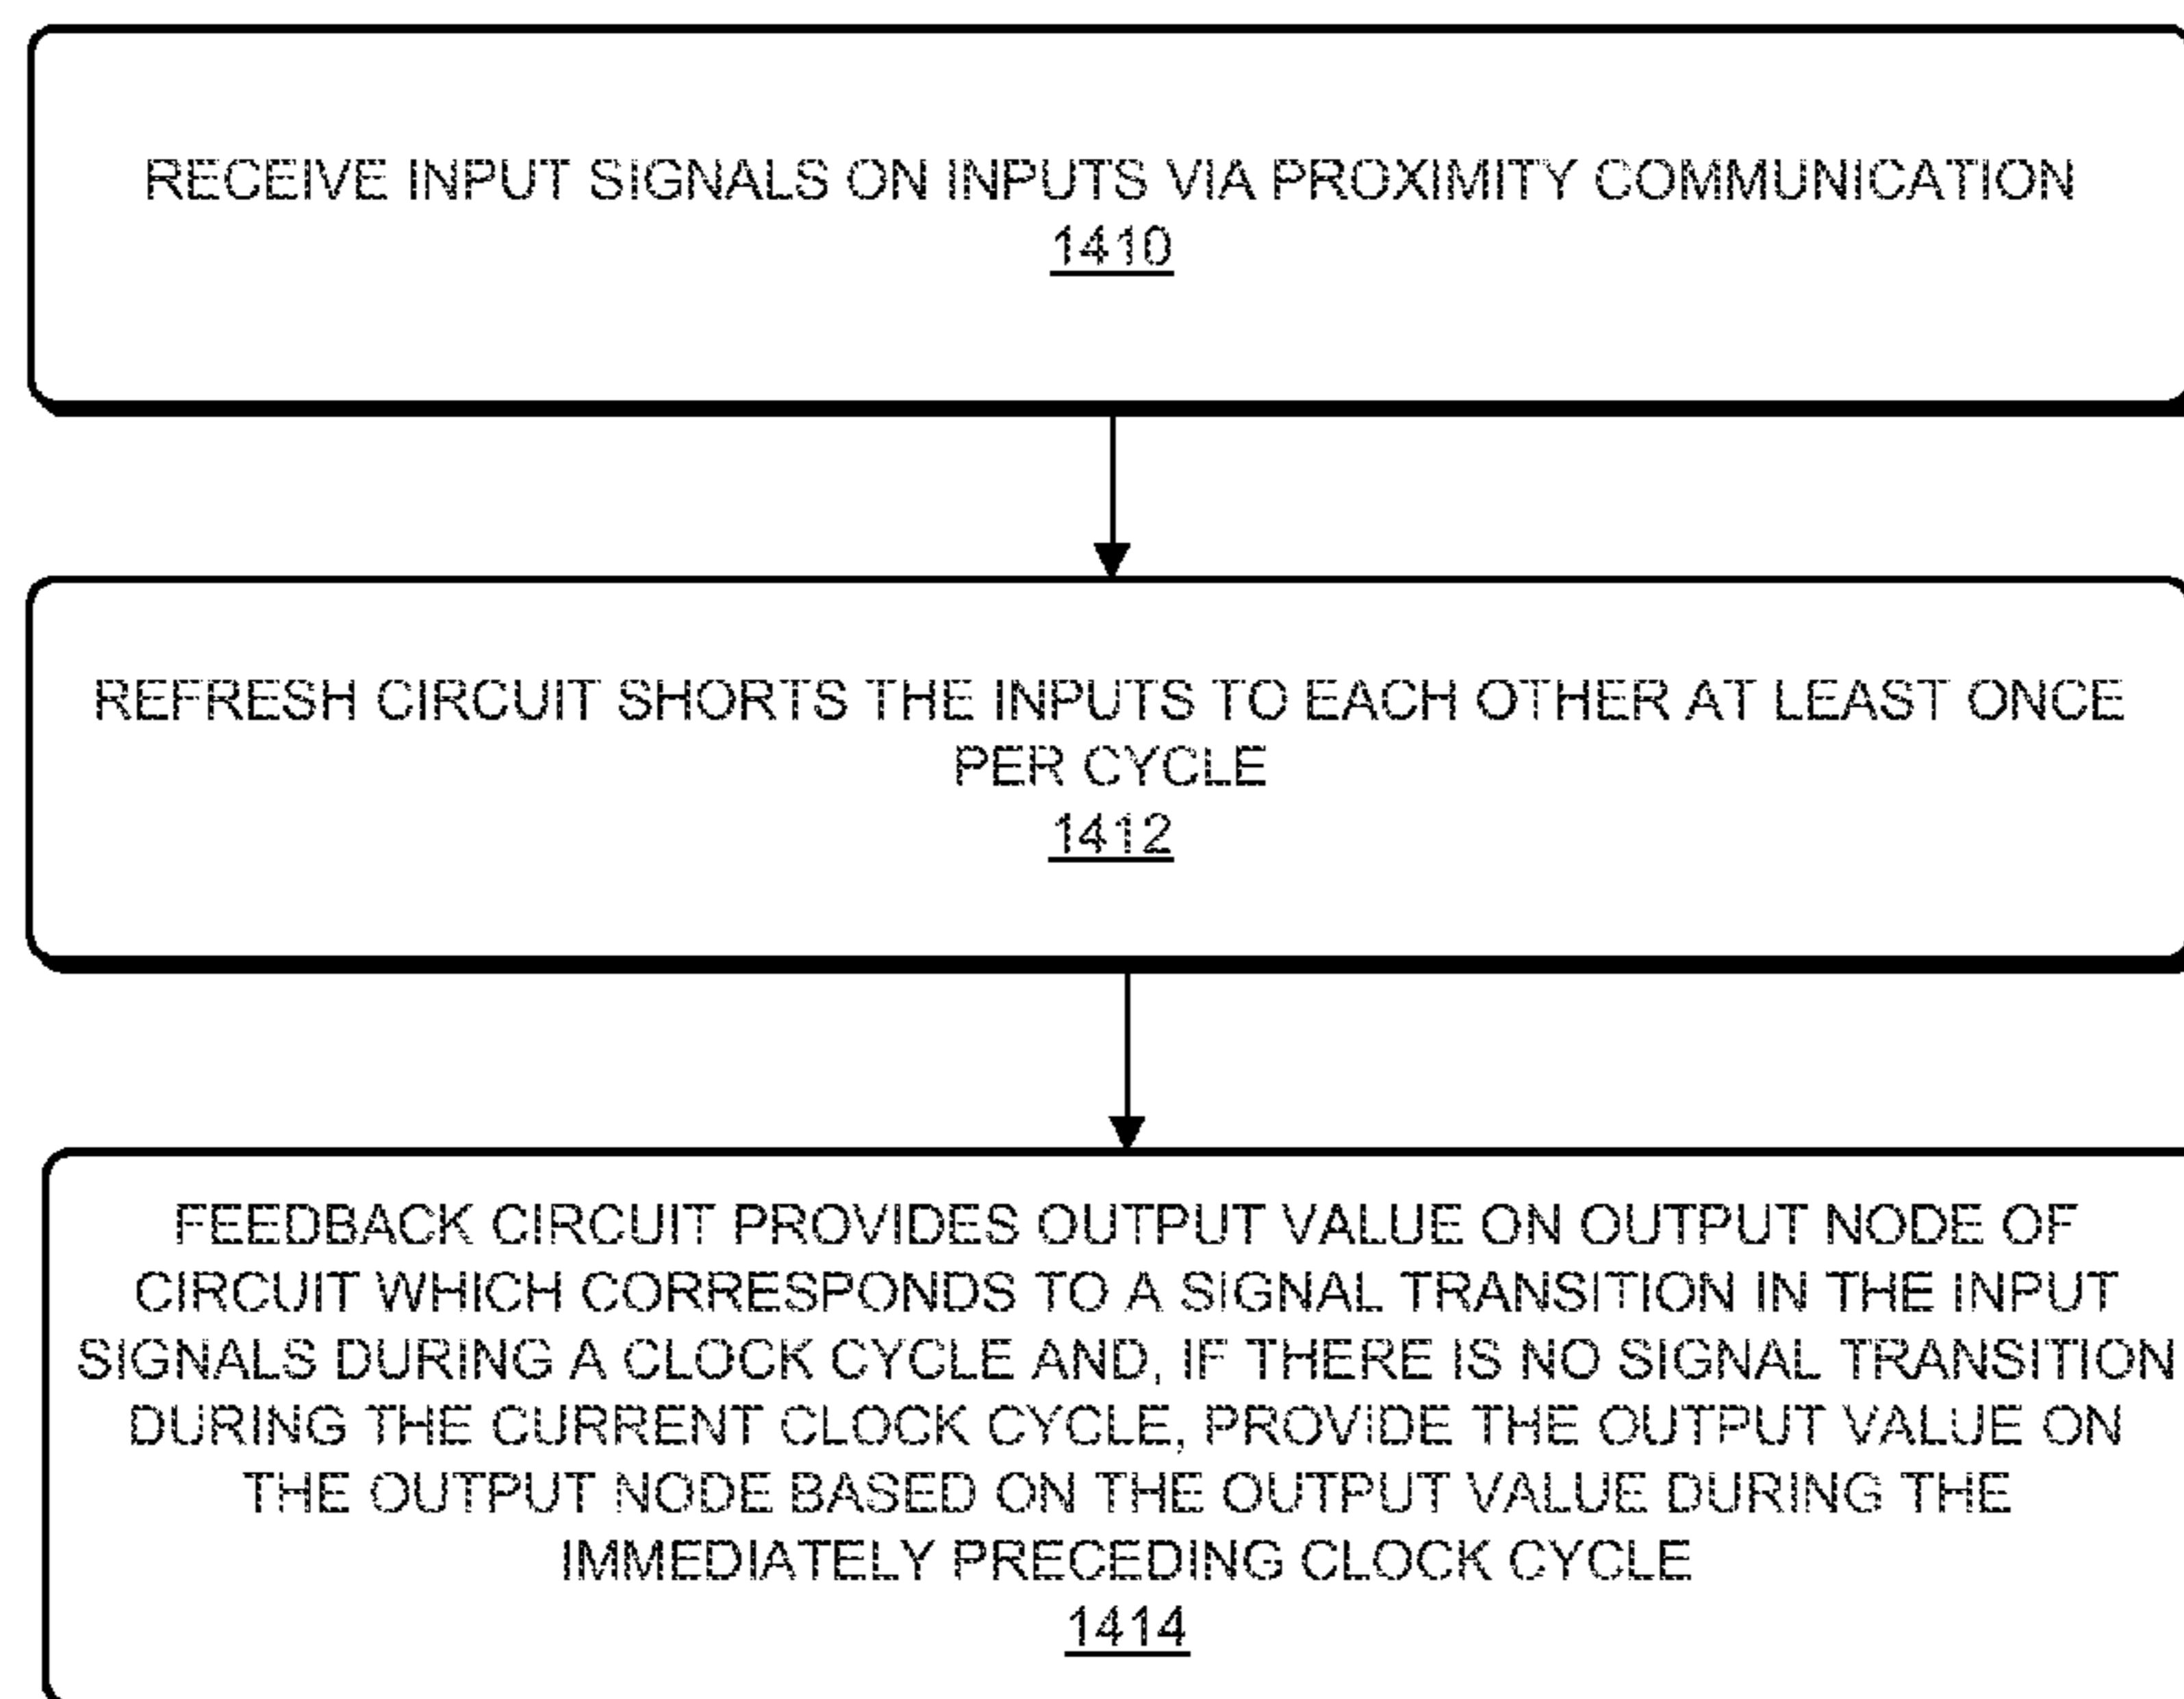 RECEIVE INPUT SIGNALS ON INPUTS VIA PROXIMITY COMMUNICATION
1410
REFRESH CIRCUIT SHORTS THE INPUTS TO EACH OTHER AT LEAST ONCE
PER CYCLE
1412
FEEDBACK CIRCUIT PROVIDES OUTPUT VALUE ON OUTPUT NODE OF
CIRCUIT WHICH CORRESPONDS TO A SIGNAL TRANSITION IN THE INPUT
SIGNALS DURING A CLOCK CYCLE AND, IF THERE IS NO SIGNAL TRANSITION
DURING THE CURRENT CLOCK CYCLE, PROVIDE THE OUTPUT VALUE ON
THE OUTPUT NODE BASED ON THE OUTPUT VALUE DURING THE
IMMEDIATELY PRECEDING CLOCK CYCLE
1414